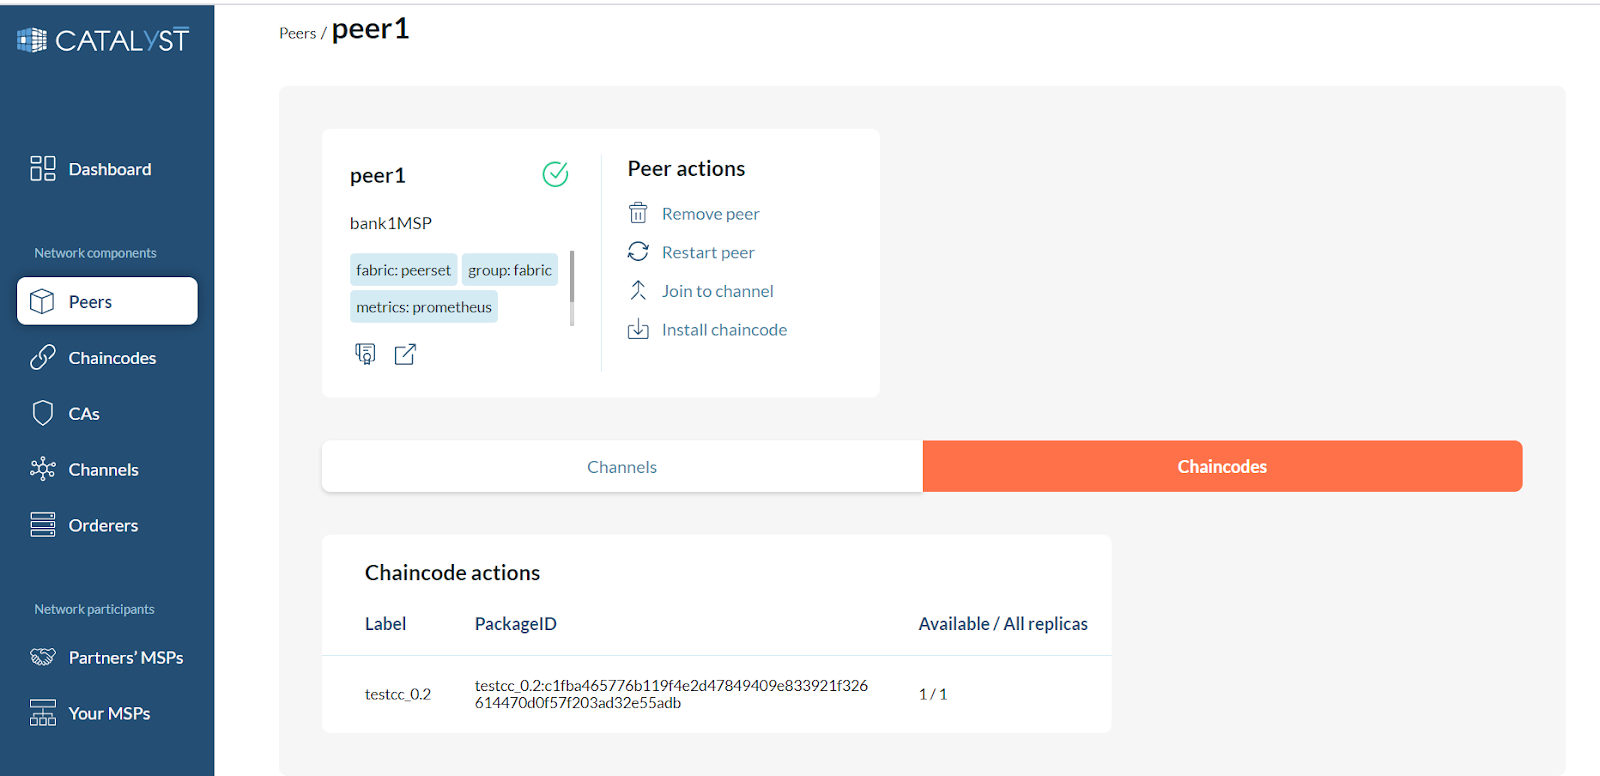 CATALYST
Dashboard
Network components
Peers
Chaincodes
CAs
Channels
Orderers
Network participants
Partners’ MSPs
Your MSPs
Peers / peer1
peer1
bank1MSP
fabric: peerset group: fabric
metrics: prometheus
Peer actions
Remove peer
Restart peer
Join to channel
Install chaincode
Channels Chaincodes
Chaincode actions
Label PackageID Available / All replicas
testcc_0.2 testcc_0.2:c1fba465776b119f4e2d47849409e833921f326 1 / 1
614470d0f57f203ad32e55adb